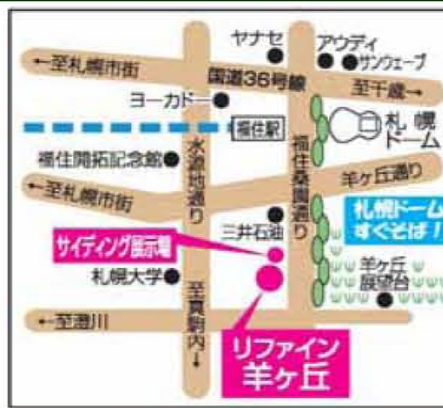 ヤナセ
アウディ
サンウェーブ
←至札幌市街
国道36号線
至千歳→
ヨーカドー
福住駅
札幌
ドーム
福住開拓記念館
水源地通り
福住桑園通り
羊ヶ丘通り
←至札幌市街
三井石油
札幌ドーム
すぐそば!
サイディング展示場
羊ヶ丘
展望台
札幌大学
至真駒内→
←至澄川
リファイン
羊ヶ丘